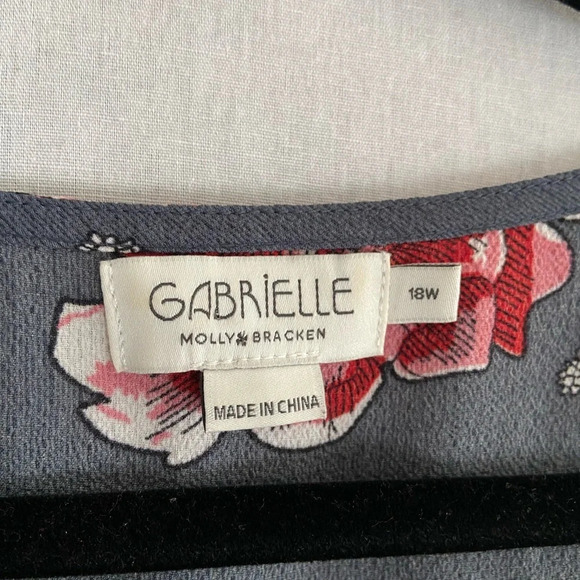 GABRiELLE
MOLLY BRACKEN
18W
MADE IN CHINA